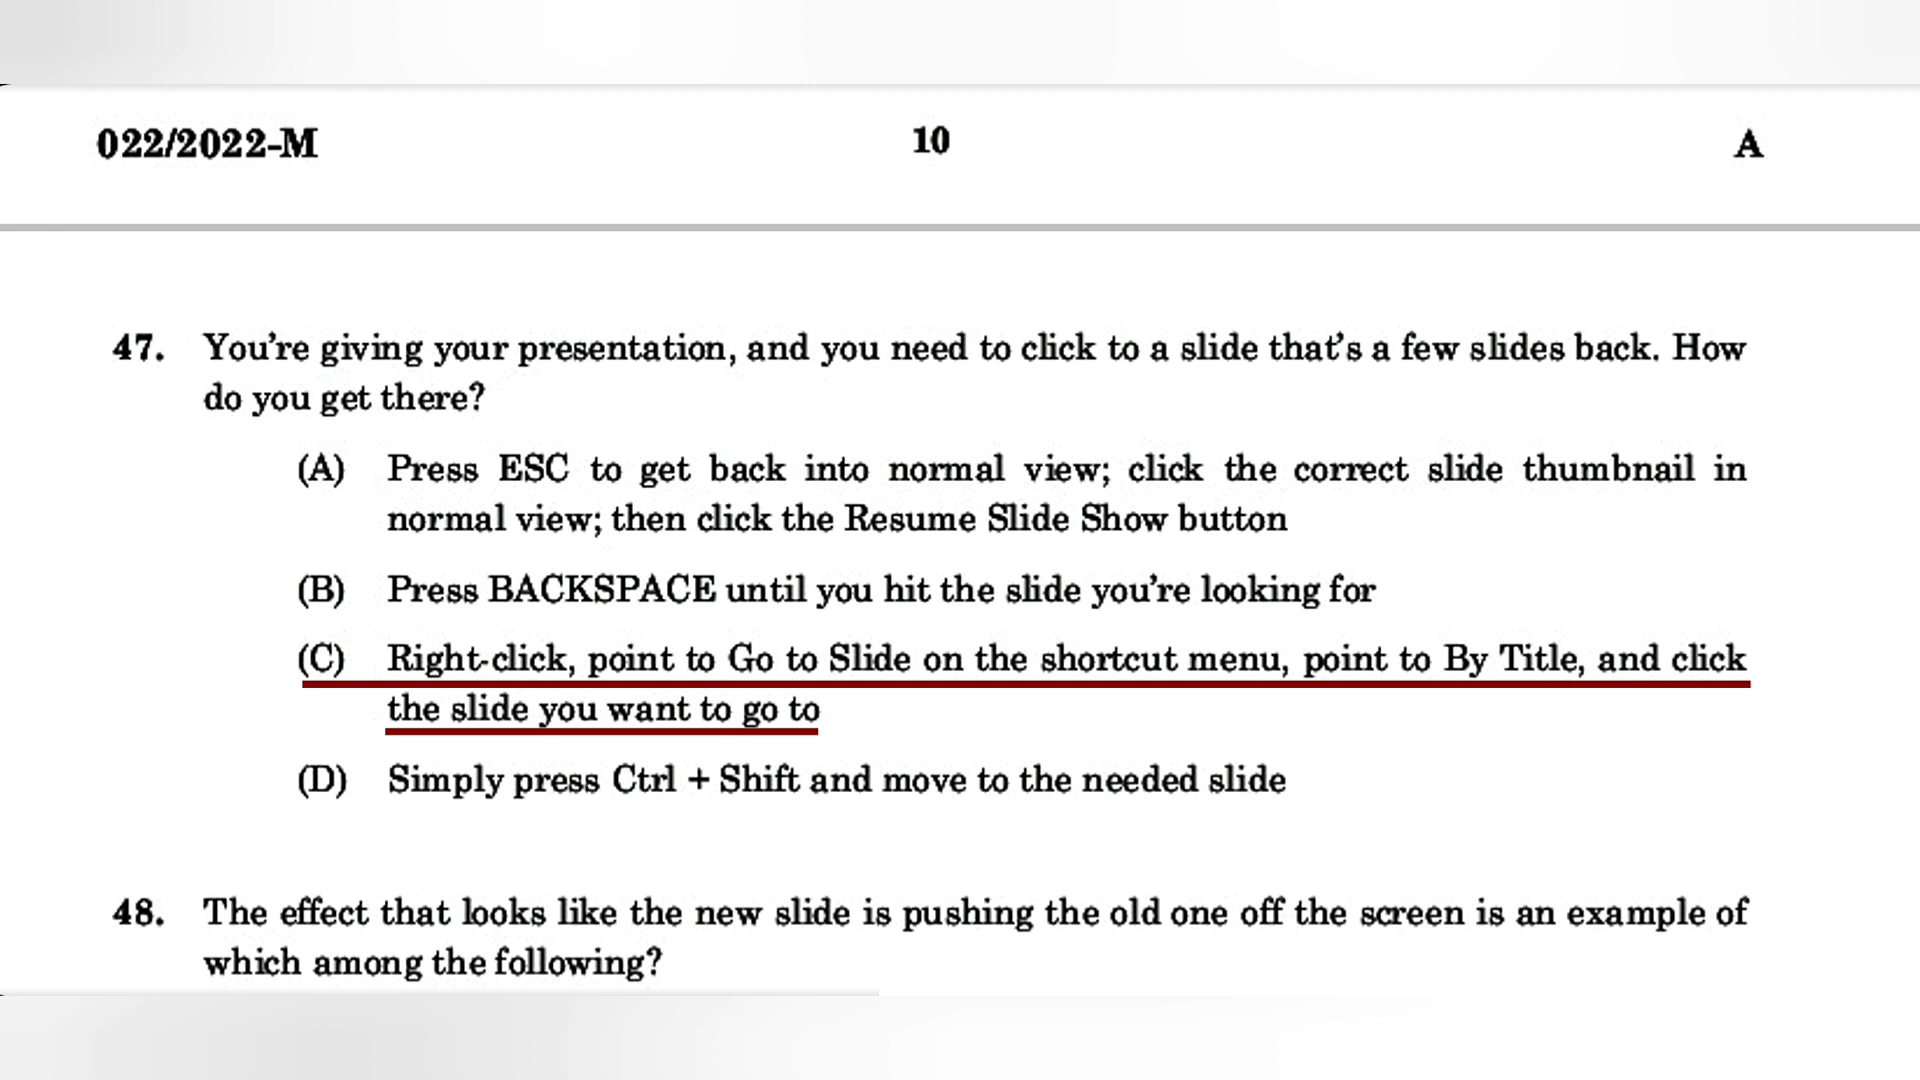 022/2022-M 10 A
47. You're giving your presentation, and you need to click to a slide that's a few slides back. How
do you get there?
(A) Press ESC to get back into normal view; click the correct slide thumbnail in
normal view; then click the Resume Slide Show button
(B) Press BACKSPACE until you hit the slide you're looking for
(C) Right-click, point to Go to Slide on the shortcut menu, point to By Title, and click
the slide you want to go to
(D) Simply press Ctrl + Shift and move to the needed slide
48. The effect that looks like the new slide is pushing the old one off the screen is an example of
which among the following?